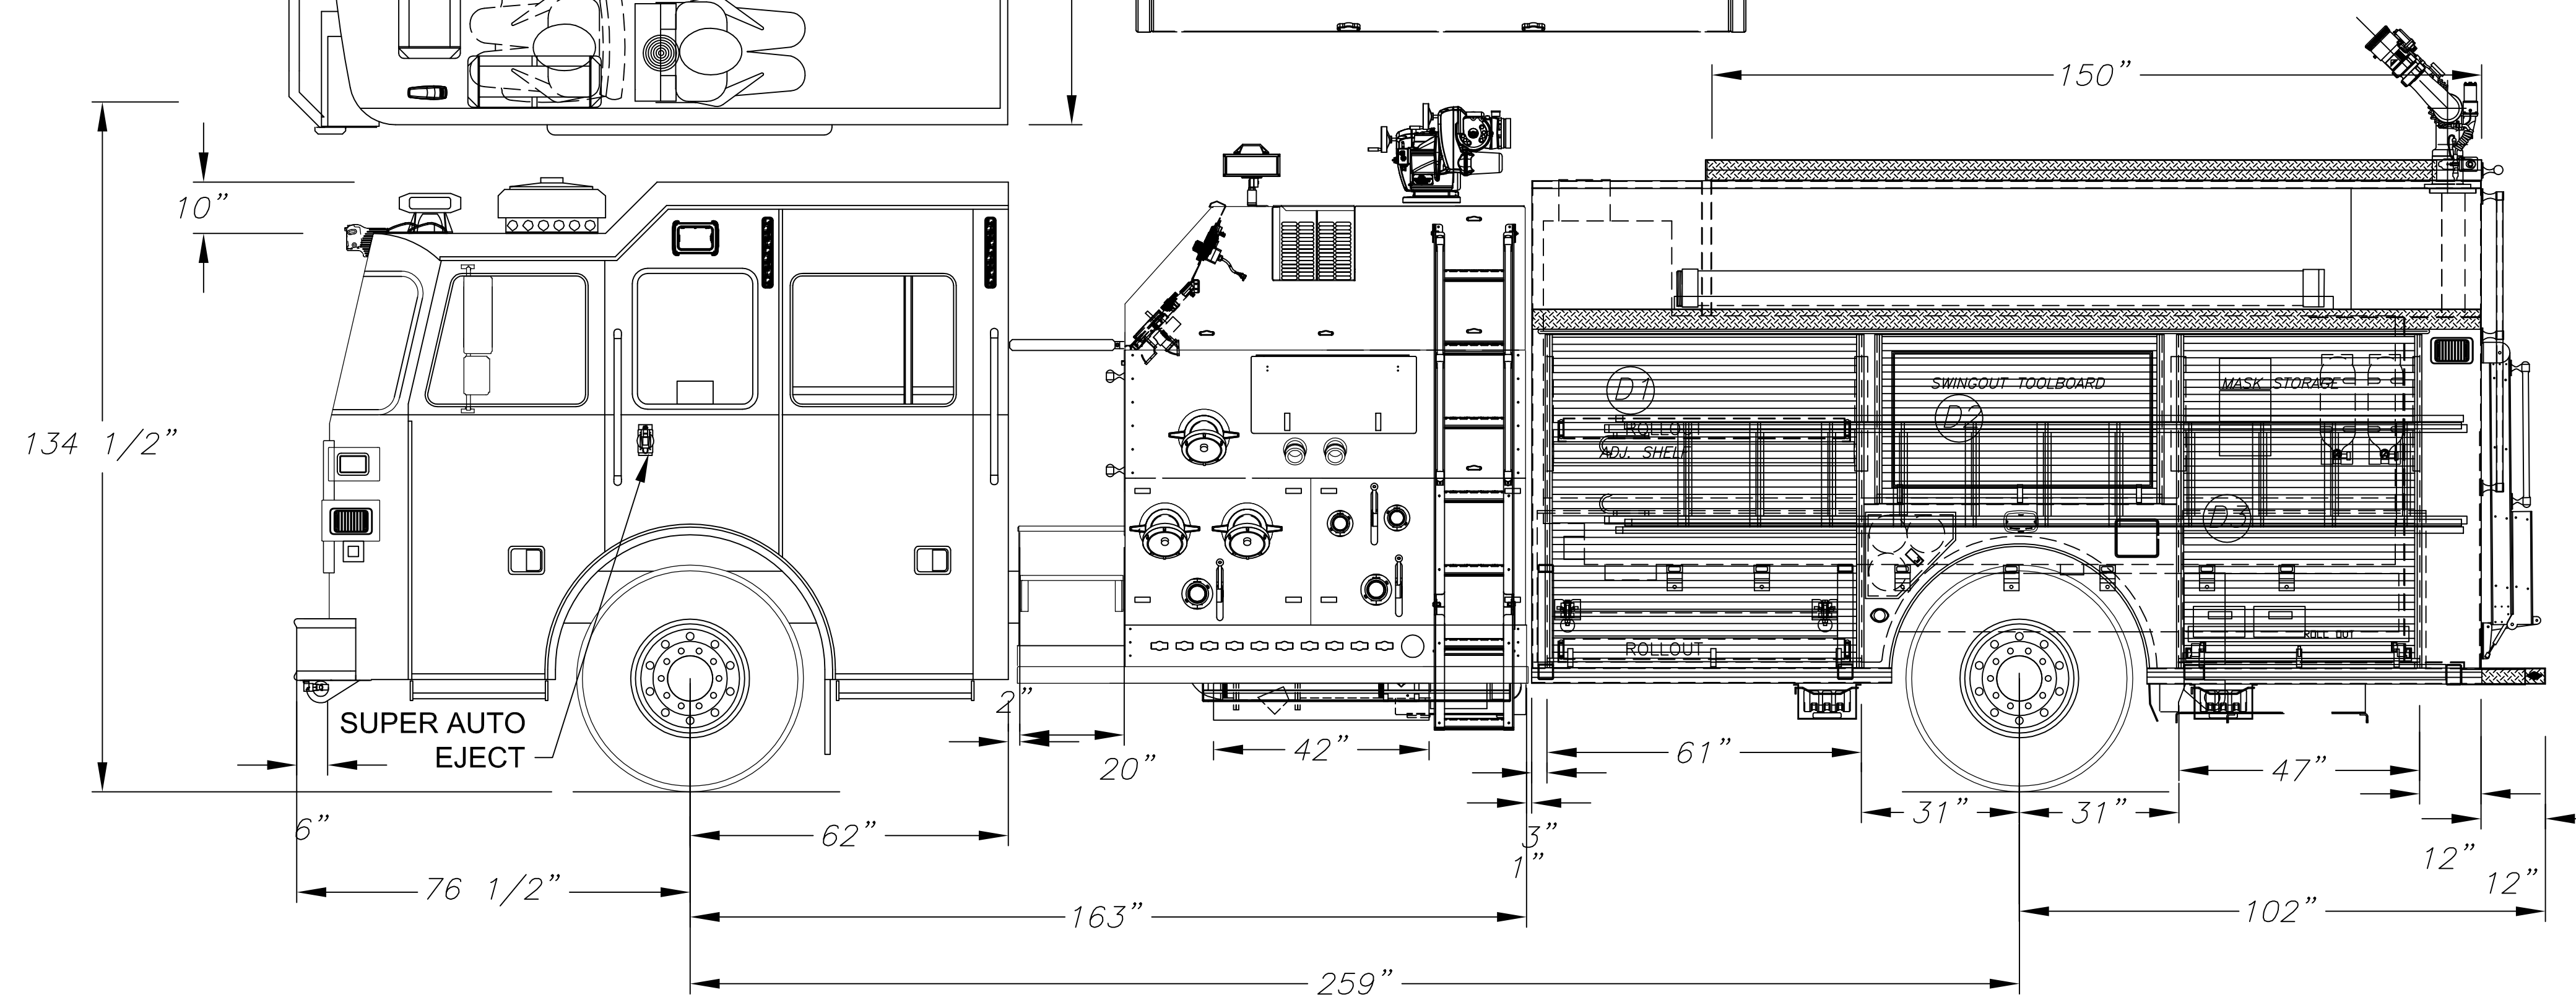 150”
10”
134 1/2”
D1
SWINGOUT TOOLBOARD
MASK STORAGE
D2
ROLLOUT
ADJ. SHELF
D3
ROLL OUT
ROLLOUT
2”
SUPER AUTO
EJECT
20”
42”
61”
47”
6”
62”
31”
31”
3”
1”
12”
12”
76 1/2”
163”
102”
259”